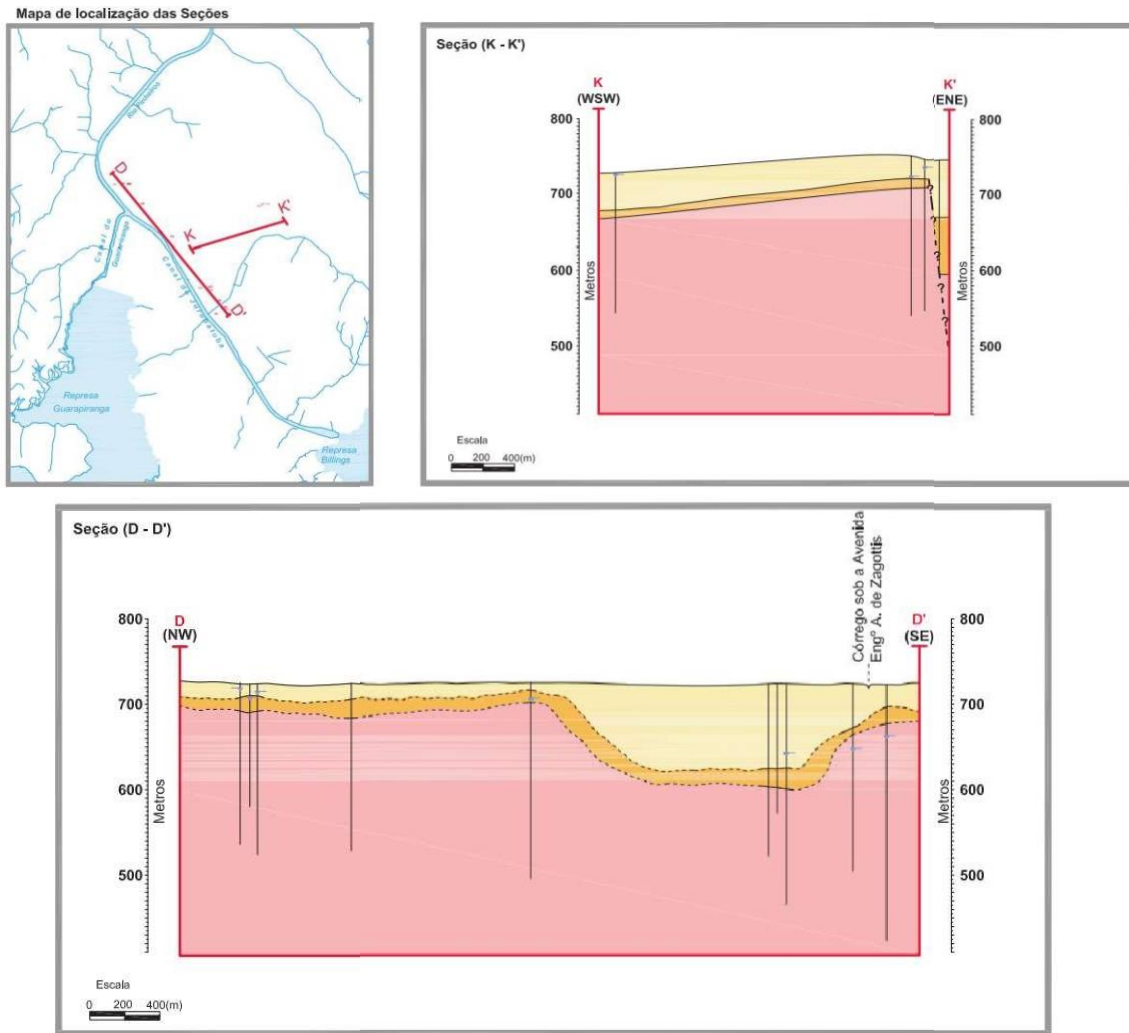 Mapa de localização das Seções
Rio Pinheiros
D
D'
K
K'
Canal do
Guarapiranga
Canal do Jurubatuba
Represa
Guarapiranga
Represa
Billings
Seção (K - K')
K
(WSW)
K'
(ENE)
800
700
600
500
Metros
800
700
600
500
Metros
?
?
?
?
?
Escala
0 200 400(m)
Seção (D - D')
Córrego sob a Avenida
Engº A. de Zagottis
D
(NW)
D'
(SE)
800
700
600
500
Metros
800
700
600
500
Metros
Escala
0 200 400(m)